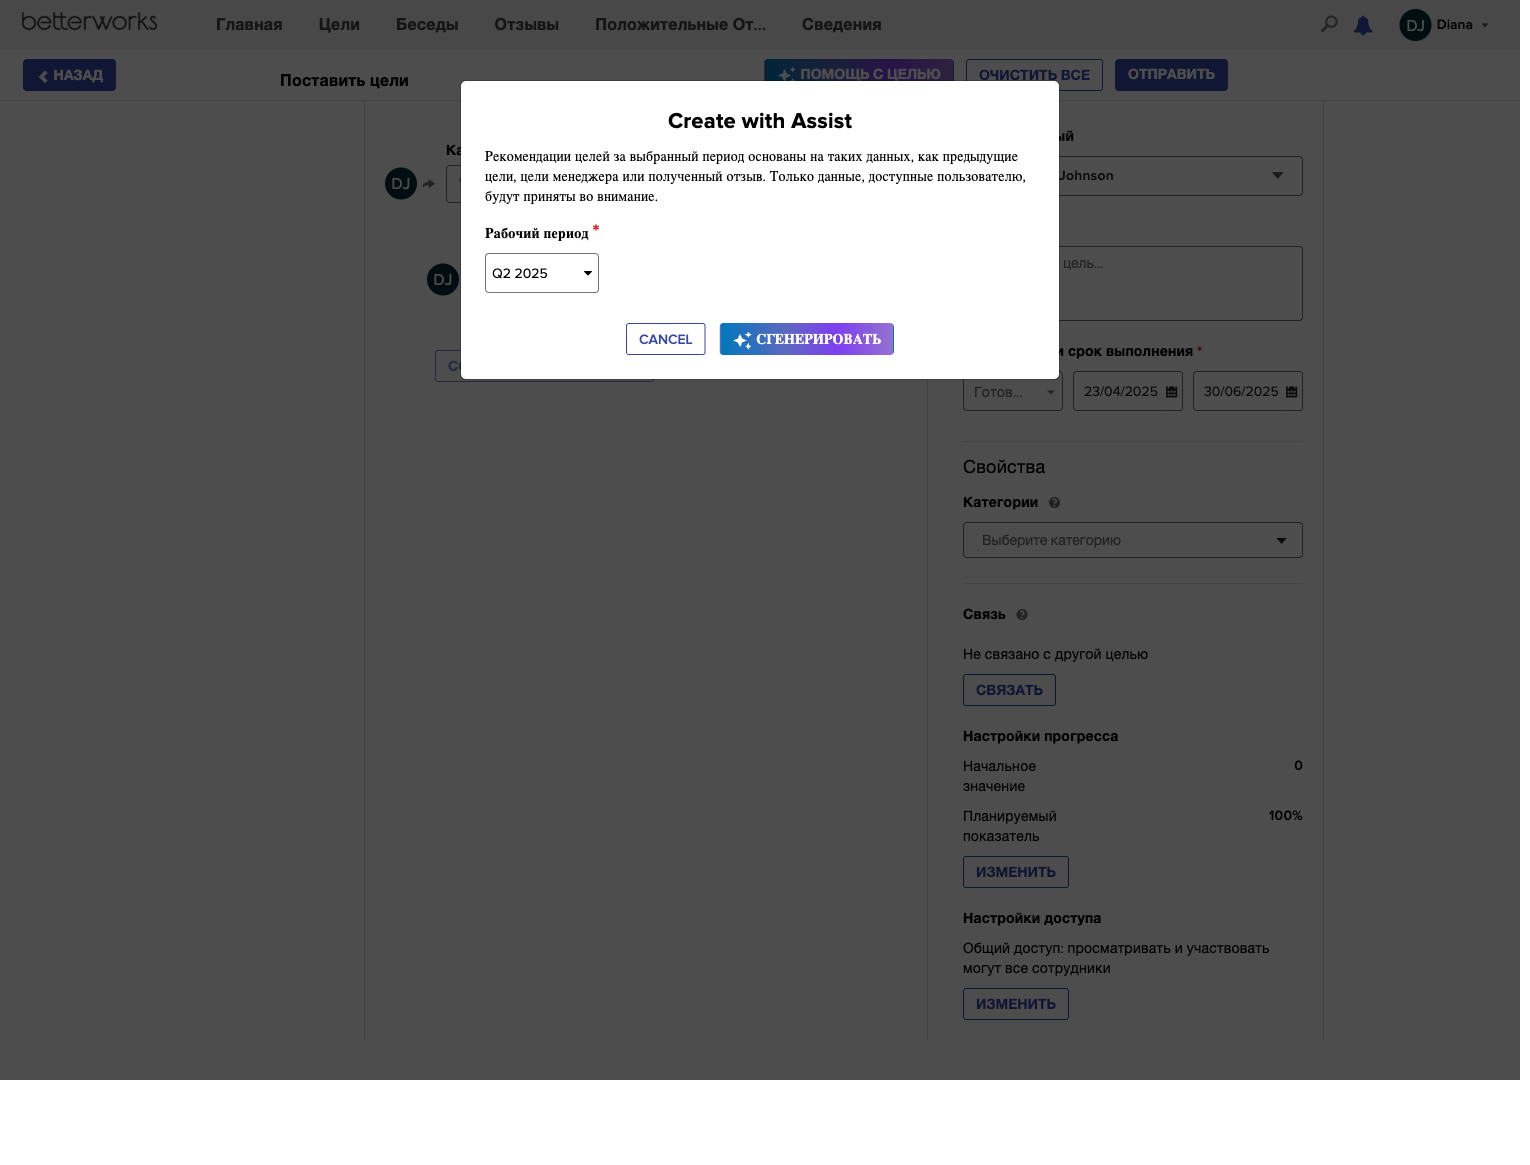 betterworks
Главная Цели Беседы Отзывы Положительные От... Сведения
DJ Diana
НАЗАД
Поставить цели
ПОМОЩЬ С ЦЕЛЬЮ ОЧИСТИТЬ ВСЕ ОТПРАВИТЬ
Create with Assist
Рекомендации целей за выбранный период основаны на таких данных, как предыдущие
цели, цели менеджера или полученный отзыв. Только данные, доступные пользователю,
будут приняты во внимание.
Рабочий период *
Q2 2025
CANCEL СГЕНЕРИРОВАТЬ
DJ
DJ
Johnson
цель...
срок выполнения *
Готов... 23/04/2025 30/06/2025
Свойства
Категории ?
Выберите категорию
Связь ?
Не связано с другой целью
СВЯЗАТЬ
Настройки прогресса
Начальное 0
значение
Планируемый 100%
показатель
ИЗМЕНИТЬ
Настройки доступа
Общий доступ: просматривать и участвовать
могут все сотрудники
ИЗМЕНИТЬ